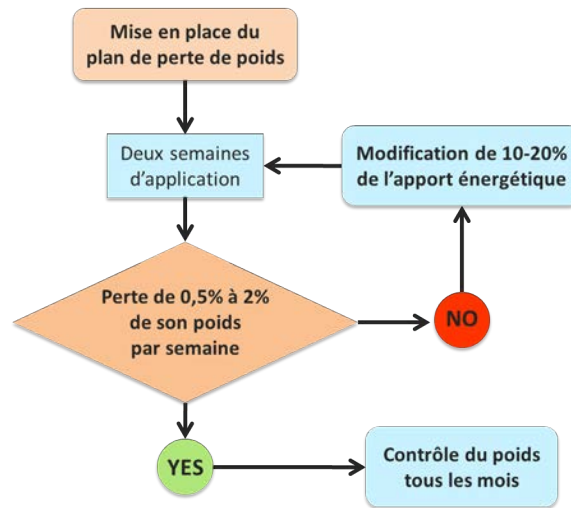 Mise en place du
plan de perte de poids
Deux semaines
d’application
Modification de 10-20%
de l’apport énergétique
Perte de 0,5% à 2%
de son poids
par semaine
NO
YES
Contrôle du poids
tous les mois